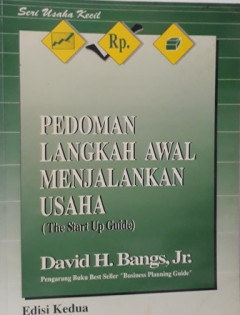 Seri Usaha Kecil
Rp.
PEDOMAN
LANGKAH AWAL
MENJALANKAN
USAHA
(The Start Up Guide)
David H. Bangs, Jr.
Pengarang Buku Best Seller "Business Planning Guide"
Edisi Kedua